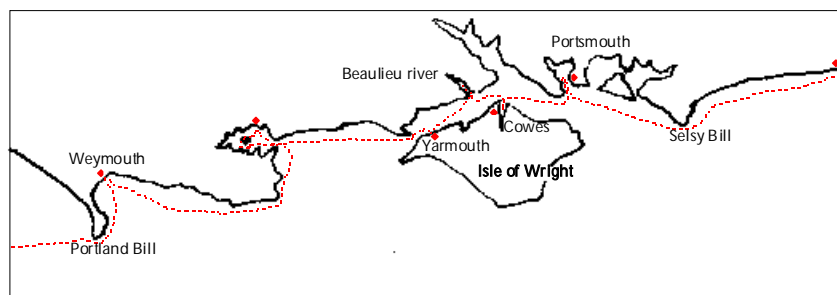 Portsmouth
Beaulieu river
Cowes
Selsy Bill
Yarmouth
Weymouth
Isle of Wright
Portland Bill